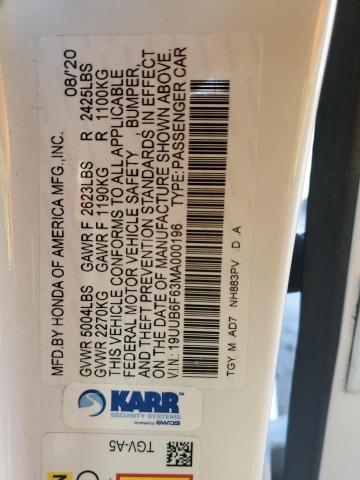 MFD.BY HONDA OF AMERICA MFG.,INC. 08/'20
GVWR 5004LBS GAWR F 2623LBS R 2425LBS
GVWR 2270KG GAWR F 1190KG R 1100KG
THIS VEHICLE CONFORMS TO ALL APPLICABLE
FEDERAL MOTOR VEHICLE SAFETY, BUMPER,
AND THEFT PREVENTION STANDARDS IN EFFECT
ON THE DATE OF MANUFACTURE SHOWN ABOVE.
V.I.N: 19UUB6F63MA000196 TYPE:PASSENGER CAR
TGY M AD7 NH883PV D .A
KARR
SECURITY SYSTEMS
TGV-A5